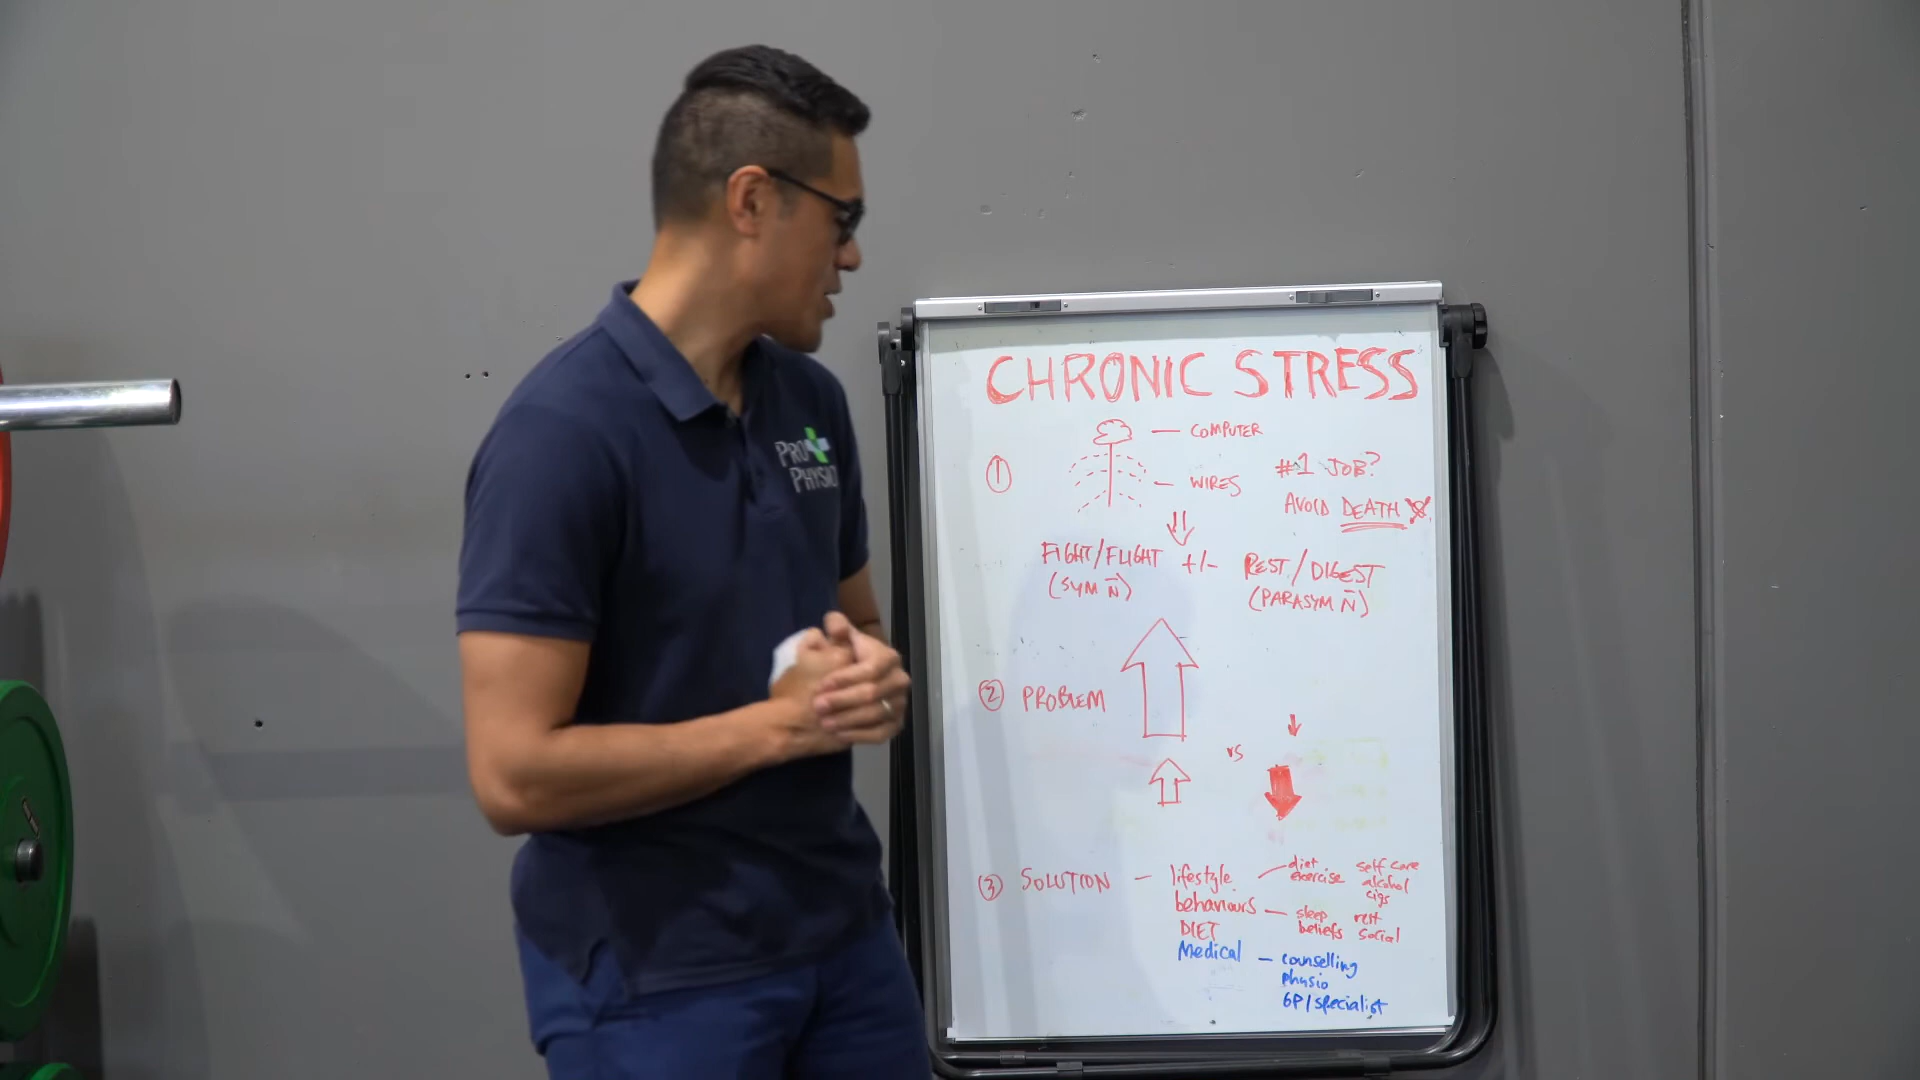 PRO
PHYSIO
CHRONIC STRESS
COMPUTER
①
WIRES
#1 JOB?
AVOID DEATH
FIGHT/FLIGHT +/- REST/DIGEST
(SYM N̄) (PARASYM N̄)
② PROBLEM
vs
③ SOLUTION - lifestyle
diet self care
exercise alcohol
cigs
behaviours - sleep rest
beliefs social
DIET
Medical - counselling
physio
GP/specialist